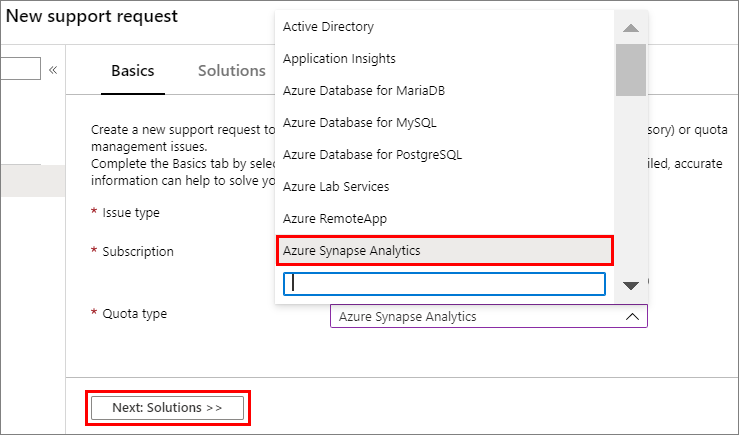 New support request
«
Basics
Solutions
Active Directory
Application Insights
Azure Database for MariaDB
Azure Database for MySQL
Azure Database for PostgreSQL
Azure Lab Services
Azure RemoteApp
Azure Synapse Analytics
Create a new support request to
sory) or quota
management issues.
Complete the Basics tab by selec
iled, accurate
information can help to solve yo
* Issue type
* Subscription
* Quota type
Azure Synapse Analytics
Next: Solutions >>